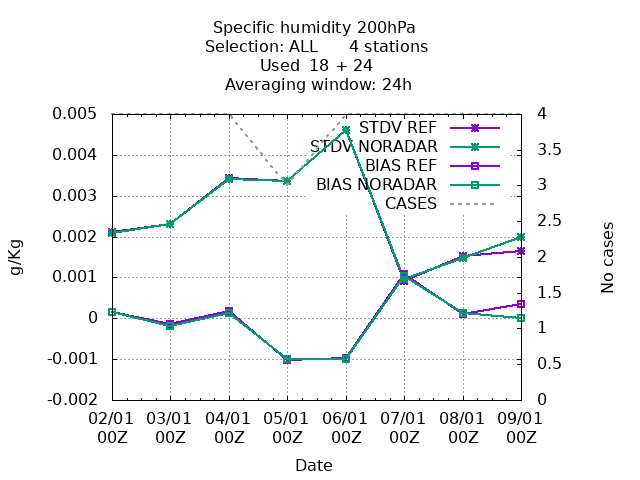 Specific humidity 200hPa
Selection: ALL      4 stations
Used  18 + 24
Averaging window: 24h
0.005
0.004
0.003
0.002
0.001
0
-0.001
-0.002
g/Kg
STDV REF
STDV NORADAR
BIAS REF
BIAS NORADAR
CASES
4
3.5
3
2.5
2
1.5
1
0.5
0
No cases
02/01 03/01 04/01 05/01 06/01 07/01 08/01 09/01
00Z 00Z 00Z 00Z 00Z 00Z 00Z 00Z
Date